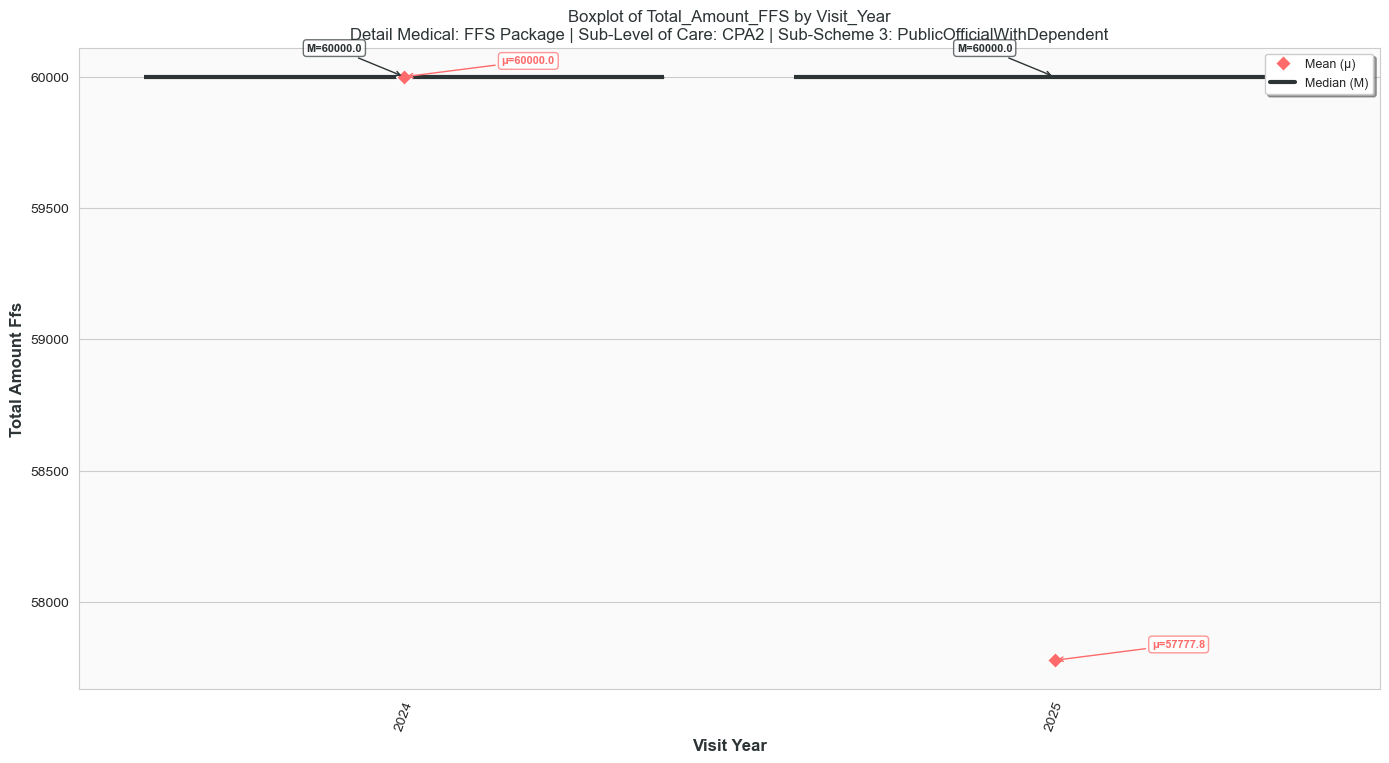 Boxplot of Total_Amount_FFS by Visit_Year
Detail Medical: FFS Package | Sub-Level of Care: CPA2 | Sub-Scheme 3: PublicOfficialWithDependent
M=60000.0
μ=60000.0
M=60000.0
Mean (μ)
Median (M)
60000
59500
59000
58500
58000
Total Amount Ffs
μ=57777.8
2024
2025
Visit Year